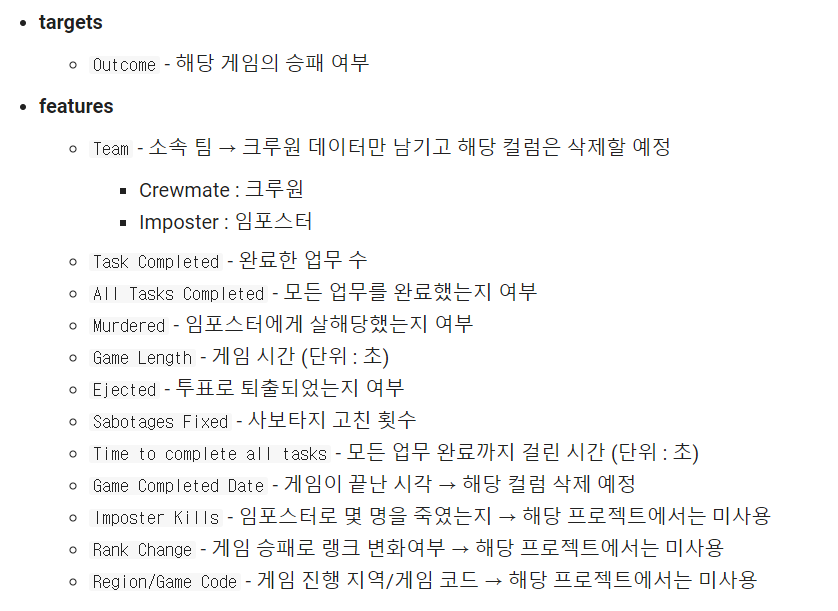 targets
Outcome - 해당 게임의 승패 여부
features
Team - 소속 팀 → 크루원 데이터만 남기고 해당 컬럼은 삭제할 예정
Crewmate : 크루원
Imposter : 임포스터
Task Completed - 완료한 업무 수
All Tasks Completed - 모든 업무를 완료했는지 여부
Murdered - 임포스터에게 살해당했는지 여부
Game Length - 게임 시간 (단위 : 초)
Ejected - 투표로 퇴출되었는지 여부
Sabotages Fixed - 사보타지 고친 횟수
Time to complete all tasks - 모든 업무 완료까지 걸린 시간 (단위 : 초)
Game Completed Date - 게임이 끝난 시각 → 해당 컬럼 삭제 예정
Imposter Kills - 임포스터로 몇 명을 죽였는지 → 해당 프로젝트에서는 미사용
Rank Change - 게임 승패로 랭크 변화여부 → 해당 프로젝트에서는 미사용
Region/Game Code - 게임 진행 지역/게임 코드 → 해당 프로젝트에서는 미사용